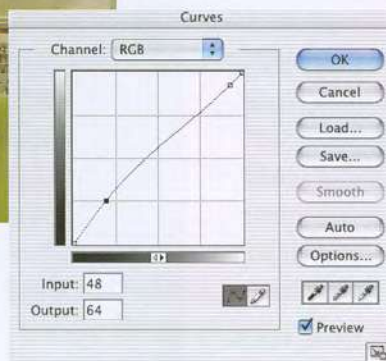 Curves
Channel: RGB
OK
Cancel
Load...
Save...
Smooth
Auto
Options...
Input: 48
Output: 64
Preview